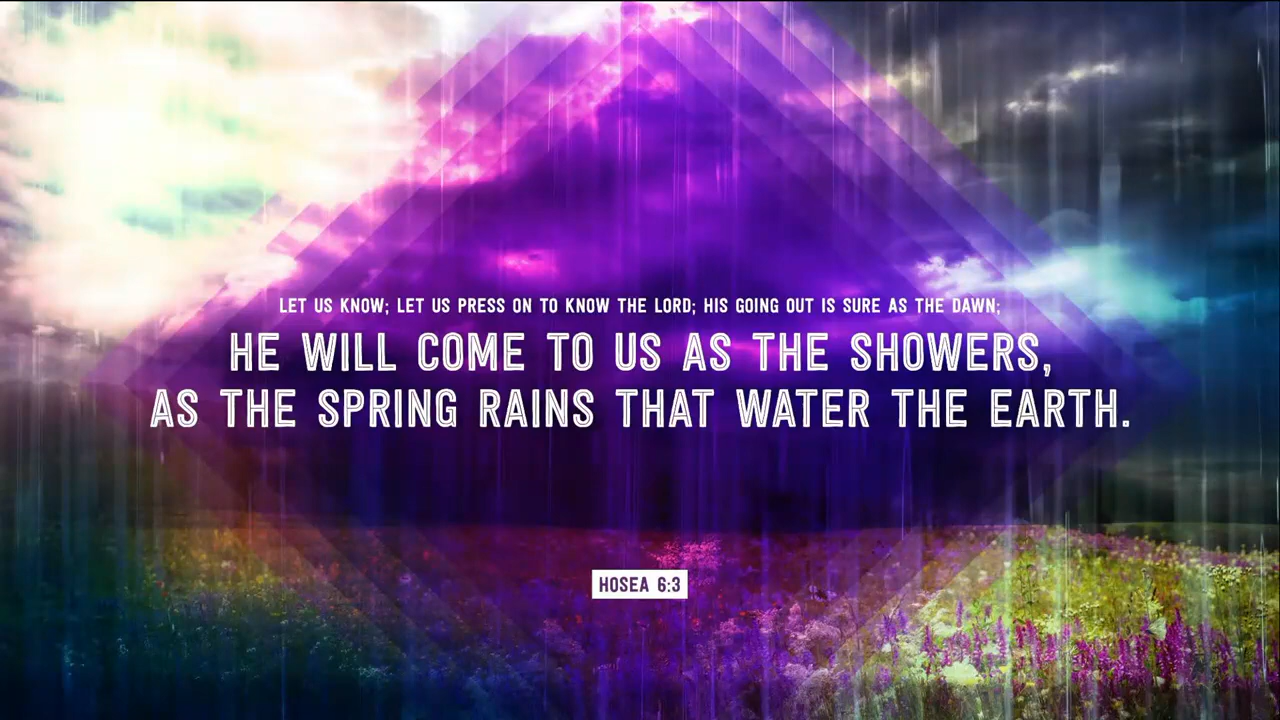 LET US KNOW; LET US PRESS ON TO KNOW THE LORD; HIS GOING OUT IS SURE AS THE DAWN;
HE WILL COME TO US AS THE SHOWERS,
AS THE SPRING RAINS THAT WATER THE EARTH.
HOSEA 6:3